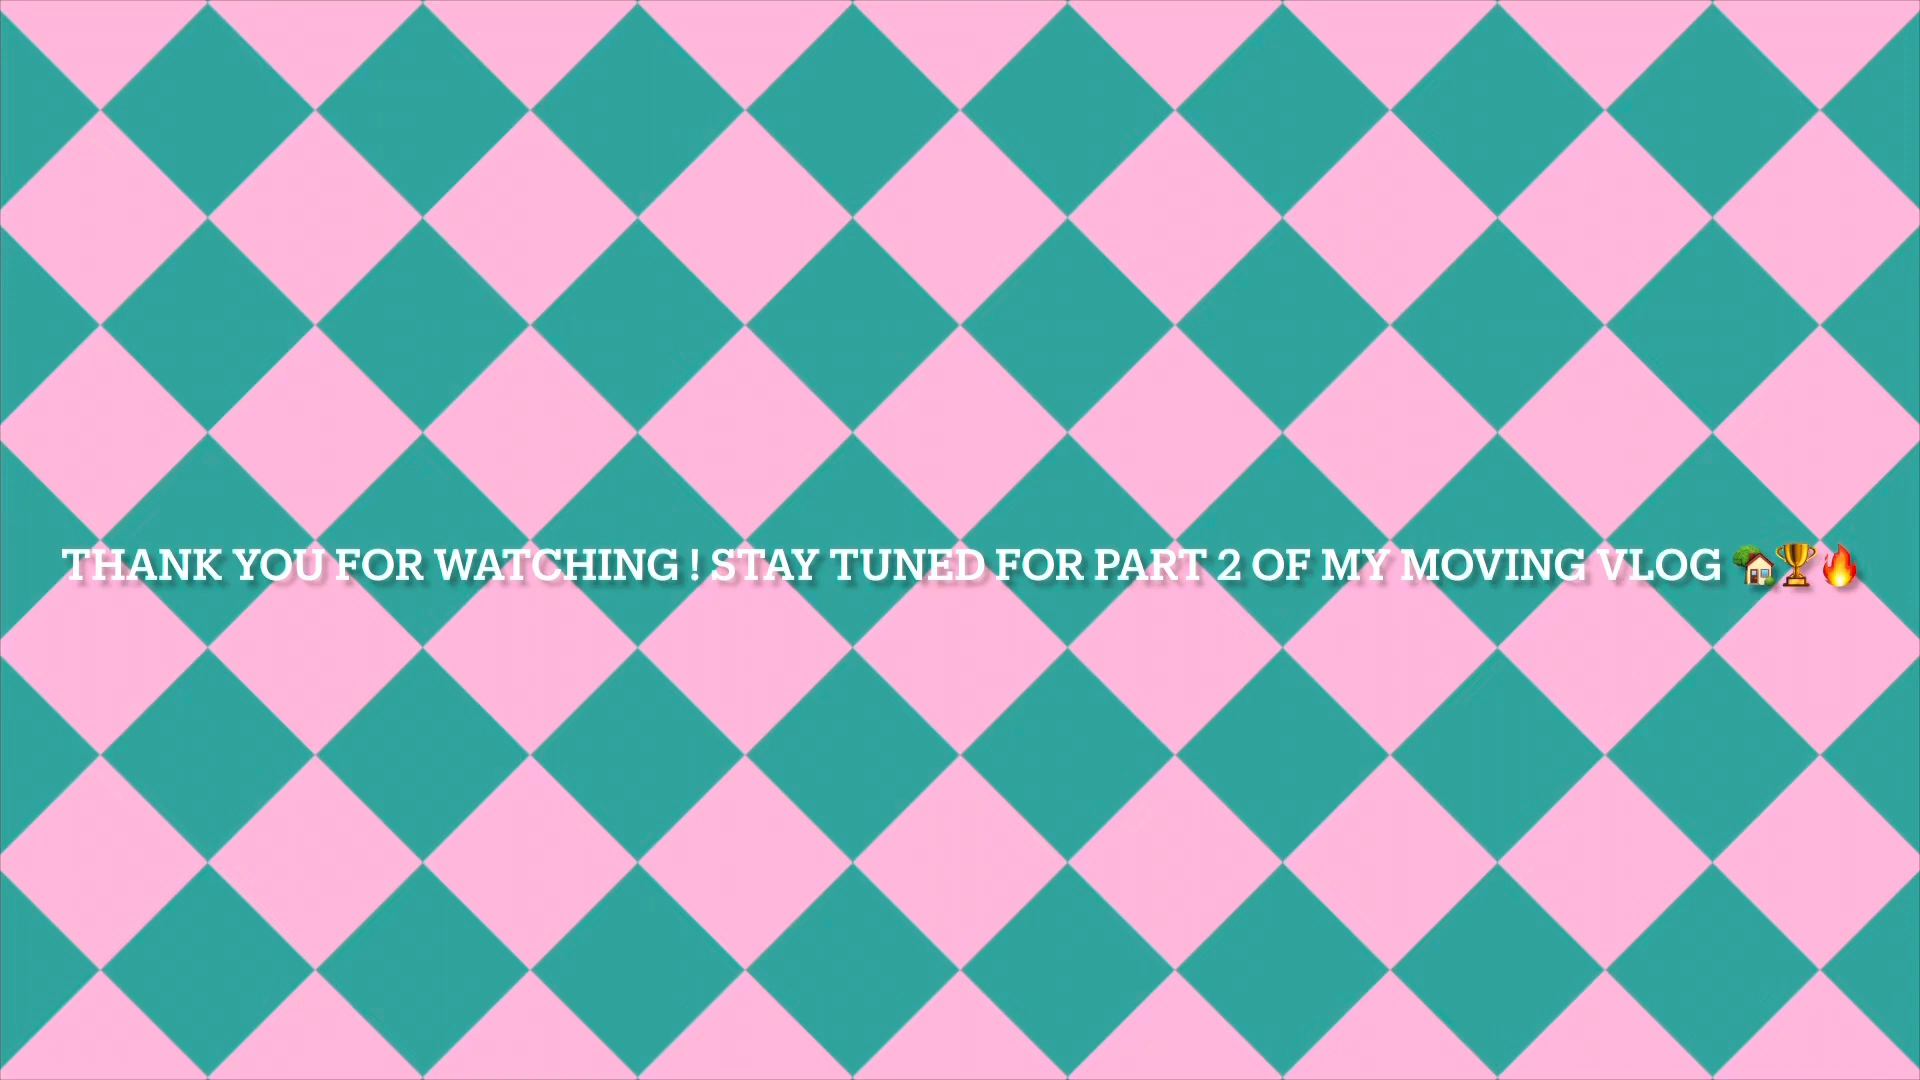 THANK YOU FOR WATCHING ! STAY TUNED FOR PART 2 OF MY MOVING VLOG 🏡🏆🔥